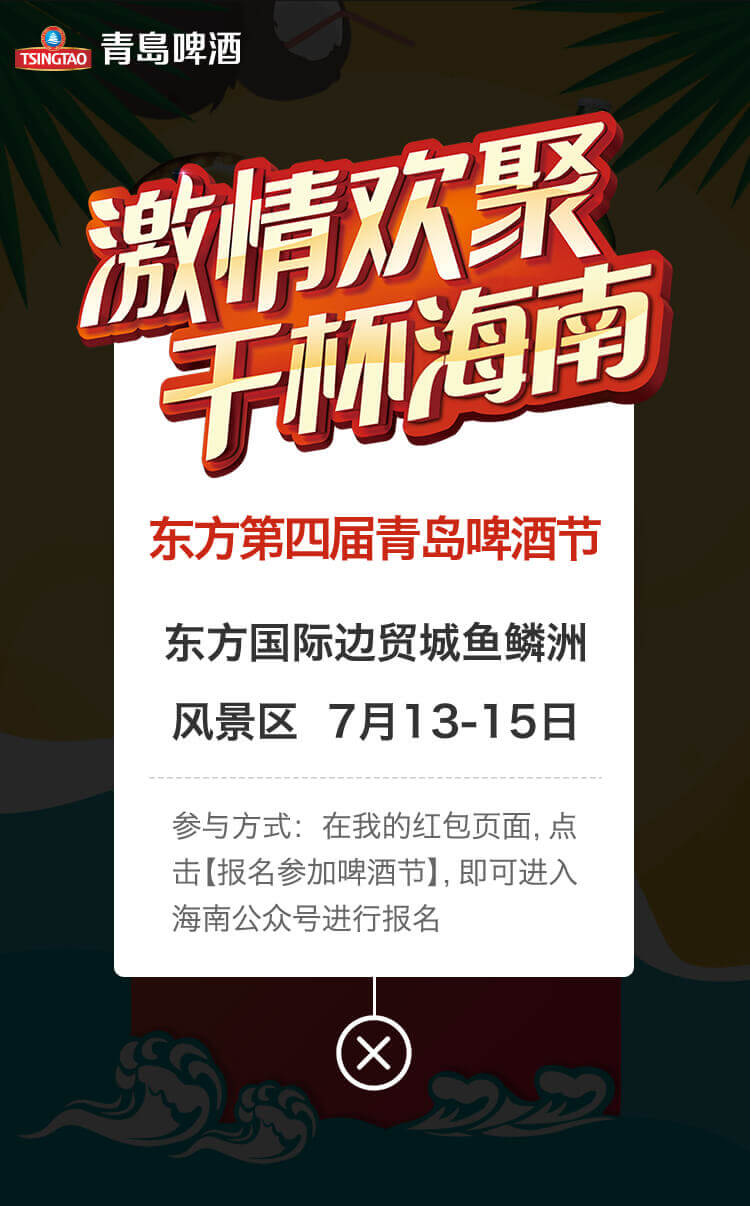 TSINGTAO 青島啤酒
激情欢聚
干杯海南
东方第四届青岛啤酒节
东方国际边贸城鱼鳞洲
风景区 7月13-15日
参与方式：在我的红包页面, 点
击【报名参加啤酒节】, 即可进入
海南公众号进行报名